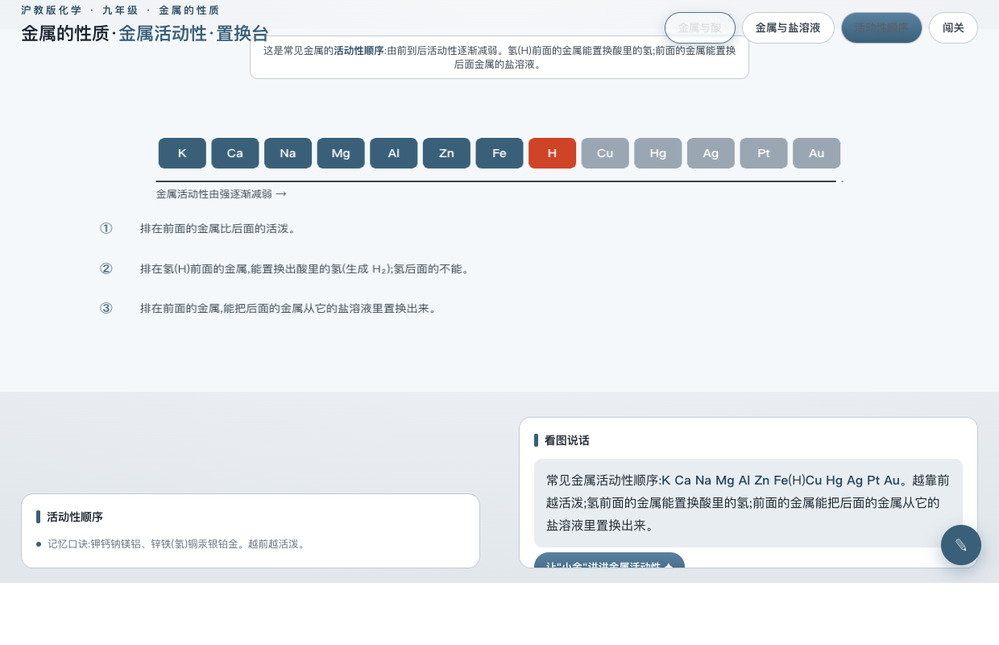 沪教版化学 · 九年级 · 金属的性质
金属的性质·金属活动性·置换台
金属与酸
金属与盐溶液
活动性顺序
闯关
这是常见金属的活动性顺序:由前到后活动性逐渐减弱。氢(H)前面的金属能置换酸里的氢;前面的金属能置换
后面金属的盐溶液。
K Ca Na Mg Al Zn Fe H Cu Hg Ag Pt Au
金属活动性由强逐渐减弱 →
① 排在前面的金属比后面的活泼。
② 排在氢(H)前面的金属,能置换出酸里的氢(生成 H₂);氢后面的不能。
③ 排在前面的金属,能把后面的金属从它的盐溶液里置换出来。
活动性顺序
记忆口诀:钾钙钠镁铝、锌铁(氢)铜汞银铂金。越前越活泼。
看图说话
常见金属活动性顺序:K Ca Na Mg Al Zn Fe(H)Cu Hg Ag Pt Au。越靠前
越活泼;氢前面的金属能置换酸里的氢;前面的金属能把后面的金属从它的
盐溶液里置换出来。
让"小金"讲讲金属活动性 ✦